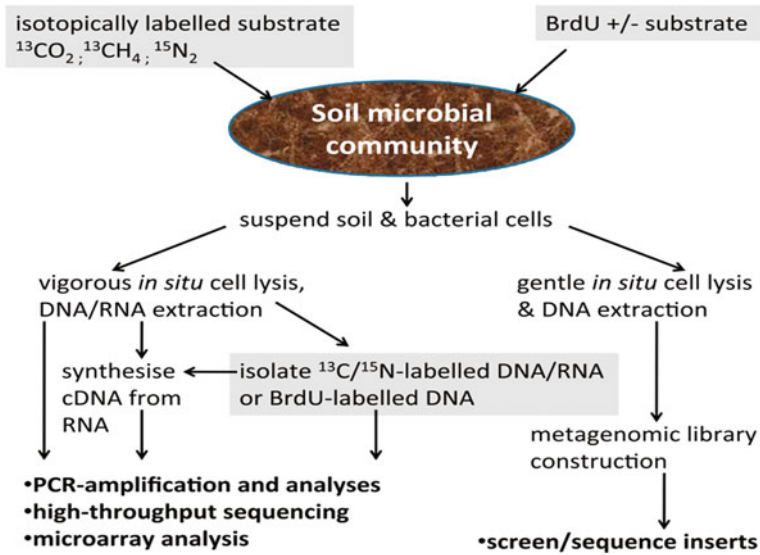 isotopically labelled substrate
¹³CO₂ ; ¹³CH₄ ; ¹⁵N₂
BrdU +/- substrate
Soil microbial
community
suspend soil & bacterial cells
vigorous in situ cell lysis,
DNA/RNA extraction
gentle in situ cell lysis
& DNA extraction
synthesise
cDNA from
RNA
isolate ¹³C/¹⁵N-labelled DNA/RNA
or BrdU-labelled DNA
metagenomic library
construction
•PCR-amplification and analyses
•high-throughput sequencing
•microarray analysis
•screen/sequence inserts